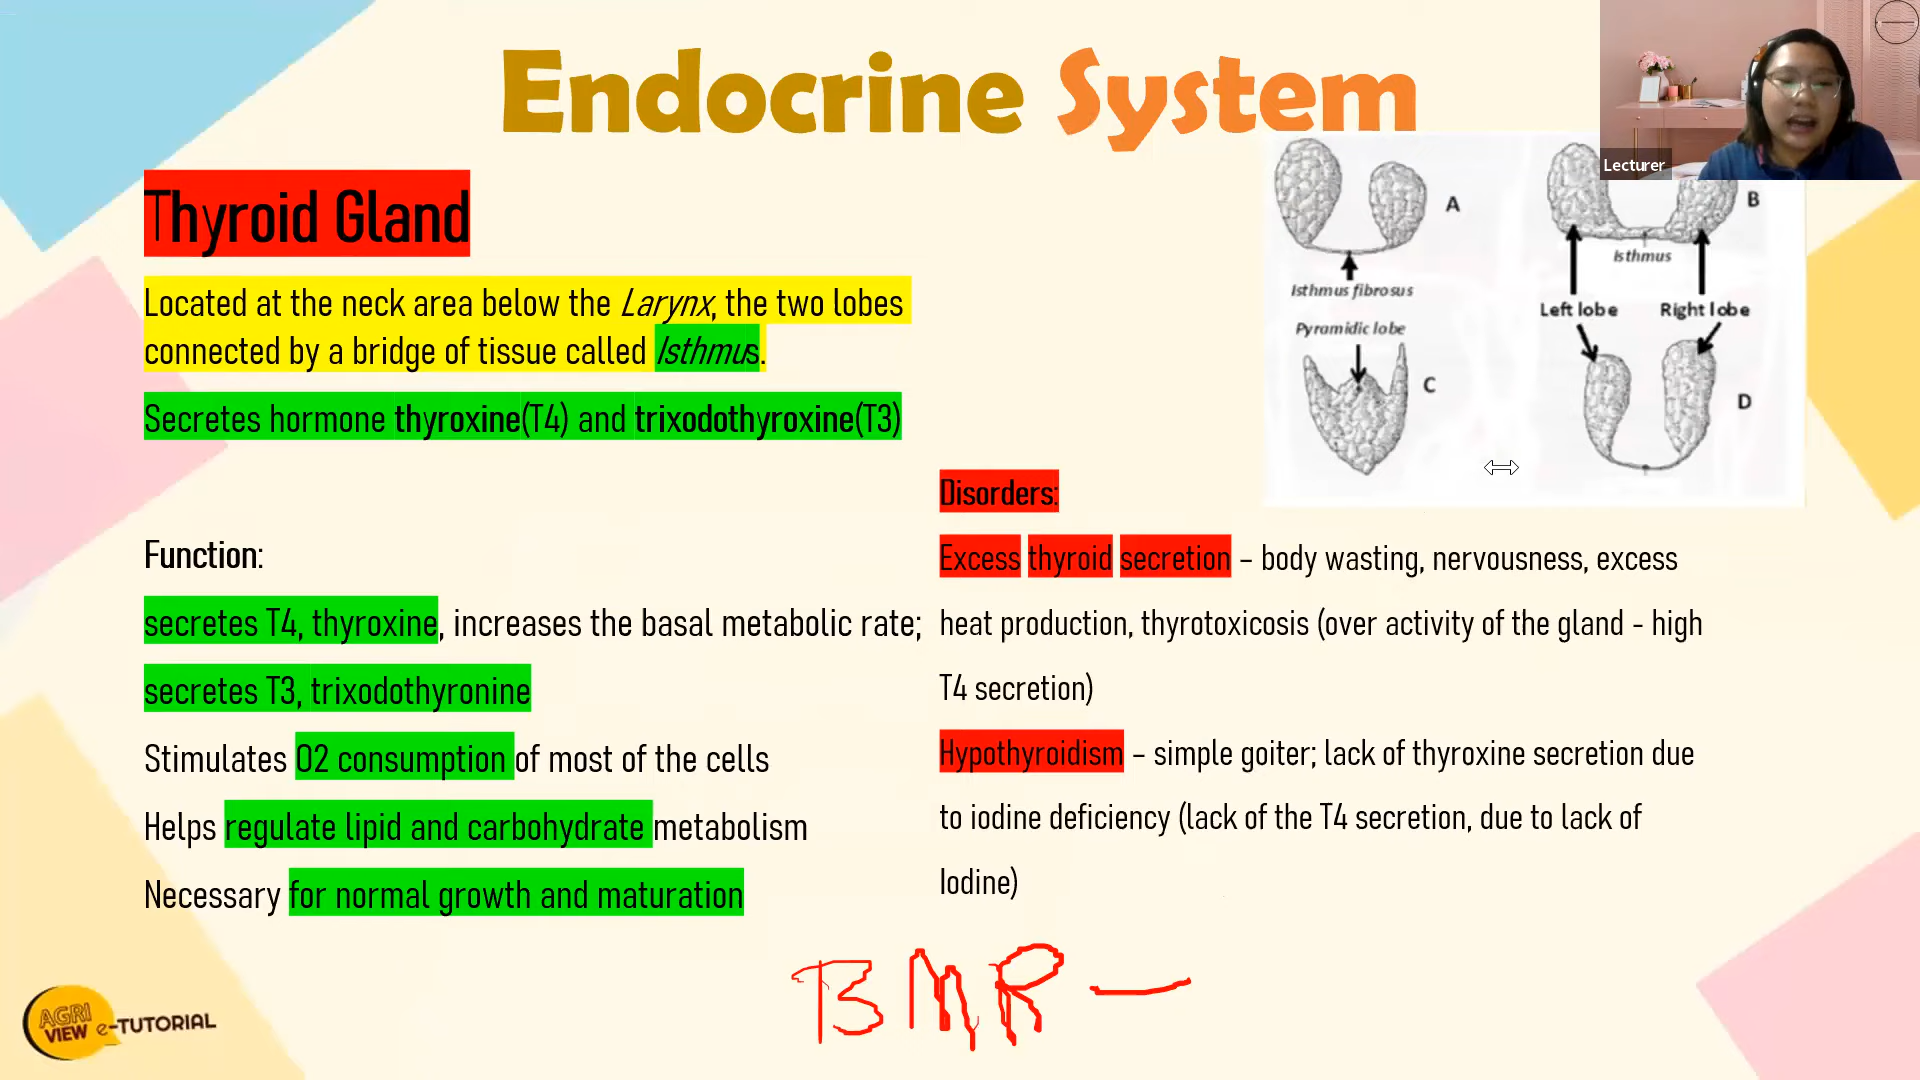 Endocrine System
Lecturer
Thyroid Gland
Located at the neck area below the Larynx, the two lobes
connected by a bridge of tissue called Isthmus.
Secretes hormone thyroxine(T4) and trixodothyroxine(T3)
Function:
secretes T4, thyroxine, increases the basal metabolic rate;
secretes T3, trixodothyronine
Stimulates O2 consumption of most of the cells
Helps regulate lipid and carbohydrate metabolism
Necessary for normal growth and maturation
A
B
Isthmus fibrosus
Isthmus
Left lobe
Right lobe
Pyramidic lobe
C
D
Disorders:
Excess thyroid secretion – body wasting, nervousness, excess
heat production, thyrotoxicosis (over activity of the gland - high
T4 secretion)
Hypothyroidism – simple goiter; lack of thyroxine secretion due
to iodine deficiency (lack of the T4 secretion, due to lack of
Iodine)
BMR —
AGRI
VIEW e-TUTORIAL